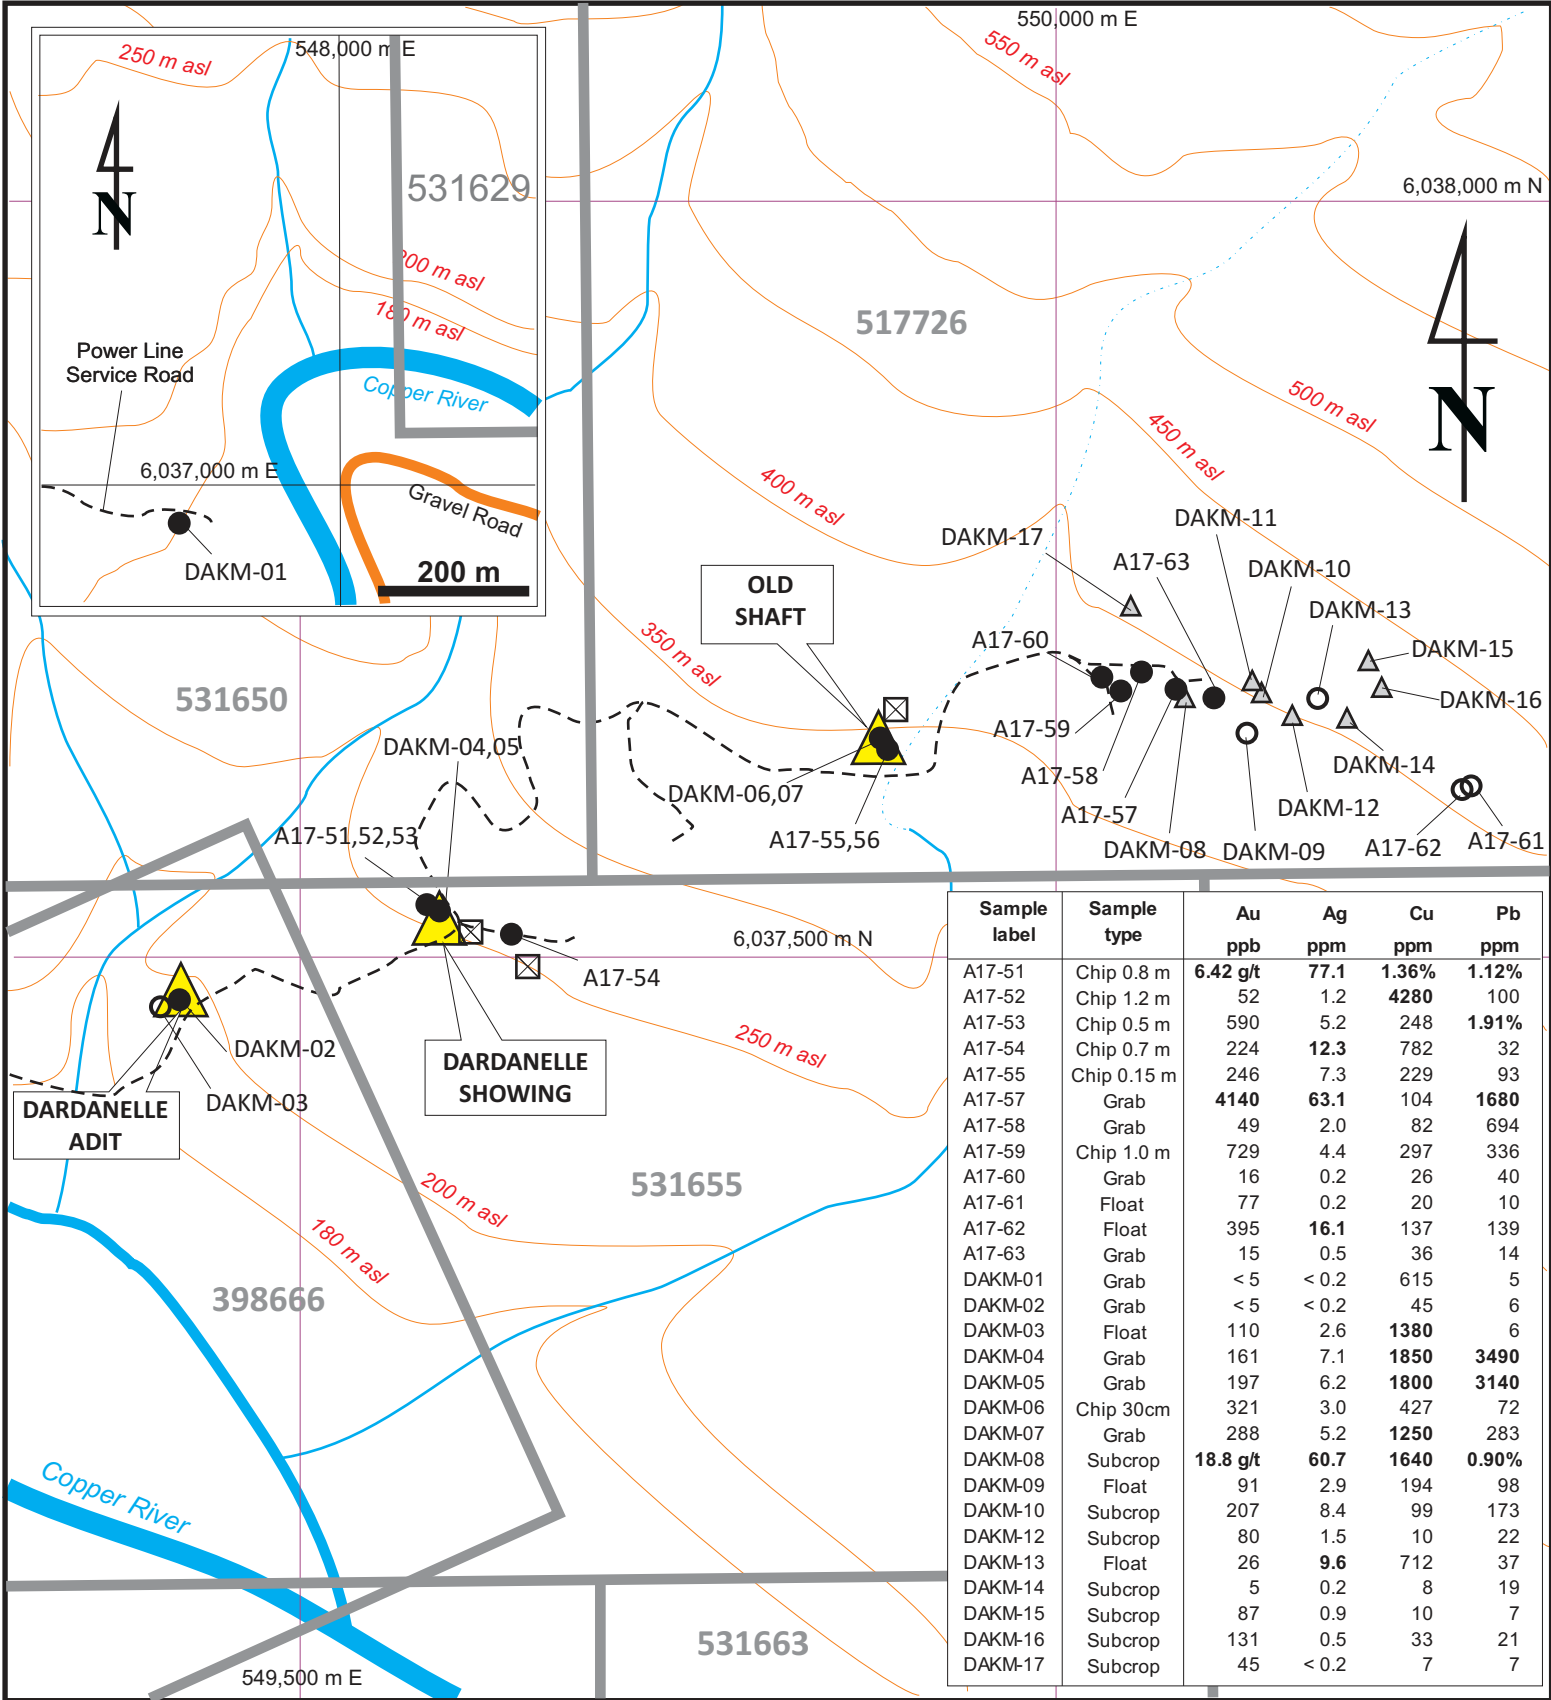 550,000 m E
550 m asl
250 m asl
548,000 m E
N
531629
200 m asl
180 m asl
Power Line
Service Road
Copper River
6,037,000 m E
Gravel Road
DAKM-01
200 m
6,038,000 m N
517726
N
500 m asl
450 m asl
400 m asl
DAKM-17
DAKM-11
A17-63
DAKM-10
DAKM-13
OLD
SHAFT
A17-60
350 m asl
DAKM-15
DAKM-16
531650
A17-59
DAKM-04,05
A17-58
DAKM-14
DAKM-06,07
A17-57
DAKM-12
A17-51,52,53
A17-55,56
DAKM-08
DAKM-09
A17-62
A17-61
6,037,500 m N
A17-54
DAKM-02
250 m asl
DARDANELLE
SHOWING
DAKM-03
DARDANELLE
ADIT
531655
200 m asl
180 m asl
398666
Copper River
531663
549,500 m E
Sample label Sample type Au ppb Ag ppm Cu ppm Pb ppm
A17-51 Chip 0.8 m 6.42 g/t 77.1 1.36% 1.12%
A17-52 Chip 1.2 m 52 1.2 4280 100
A17-53 Chip 0.5 m 590 5.2 248 1.91%
A17-54 Chip 0.7 m 224 12.3 782 32
A17-55 Chip 0.15 m 246 7.3 229 93
A17-57 Grab 4140 63.1 104 1680
A17-58 Grab 49 2.0 82 694
A17-59 Chip 1.0 m 729 4.4 297 336
A17-60 Grab 16 0.2 26 40
A17-61 Float 77 0.2 20 10
A17-62 Float 395 16.1 137 139
A17-63 Grab 15 0.5 36 14
DAKM-01 Grab < 5 < 0.2 615 5
DAKM-02 Grab < 5 < 0.2 45 6
DAKM-03 Float 110 2.6 1380 6
DAKM-04 Grab 161 7.1 1850 3490
DAKM-05 Grab 197 6.2 1800 3140
DAKM-06 Chip 30cm 321 3.0 427 72
DAKM-07 Grab 288 5.2 1250 283
DAKM-08 Subcrop 18.8 g/t 60.7 1640 0.90%
DAKM-09 Float 91 2.9 194 98
DAKM-10 Subcrop 207 8.4 99 173
DAKM-12 Subcrop 80 1.5 10 22
DAKM-13 Float 26 9.6 712 37
DAKM-14 Subcrop 5 0.2 8 19
DAKM-15 Subcrop 87 0.9 10 7
DAKM-16 Subcrop 131 0.5 33 21
DAKM-17 Subcrop 45 < 0.2 7 7